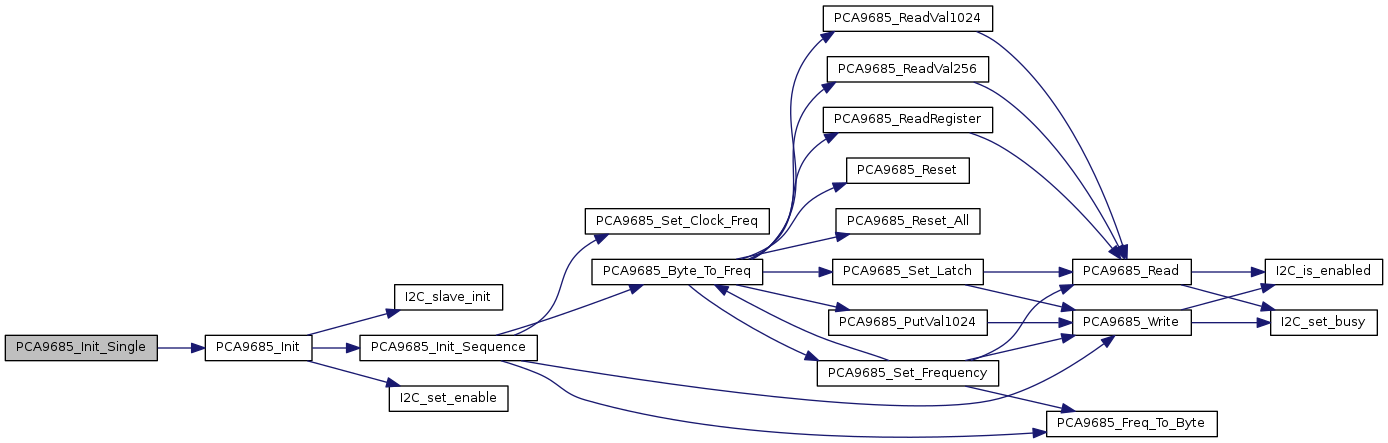 PCA9685_ReadVal1024
PCA9685_ReadVal256
PCA9685_ReadRegister
PCA9685_Reset
PCA9685_Set_Clock_Freq
PCA9685_Reset_All
PCA9685_Byte_To_Freq
PCA9685_Set_Latch
PCA9685_Read
I2C_is_enabled
I2C_slave_init
PCA9685_PutVal1024
PCA9685_Write
I2C_set_busy
PCA9685_Init_Single
PCA9685_Init
PCA9685_Init_Sequence
PCA9685_Set_Frequency
I2C_set_enable
PCA9685_Freq_To_Byte